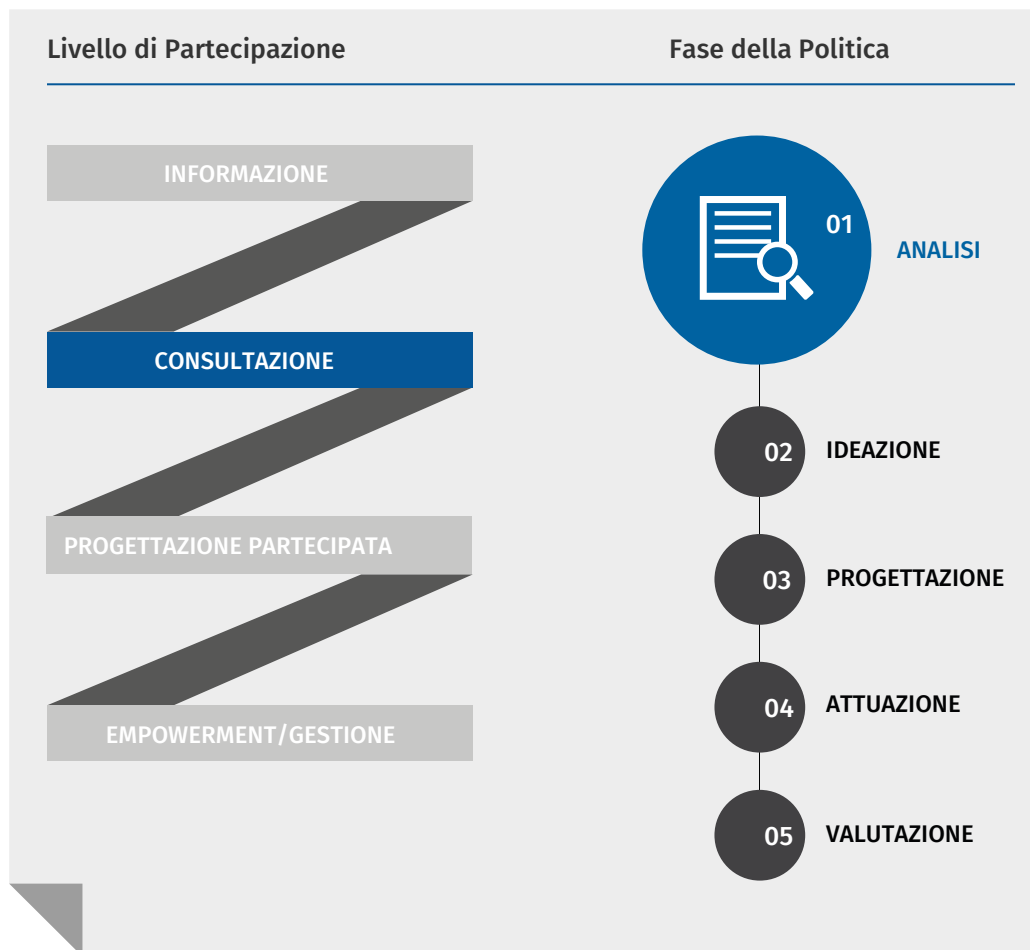 Livello di Partecipazione
Fase della Politica
INFORMAZIONE
CONSULTAZIONE
PROGETTAZIONE PARTECIPATA
EMPOWERMENT/GESTIONE
01
ANALISI
02
IDEAZIONE
03
PROGETTAZIONE
04
ATTUAZIONE
05
VALUTAZIONE